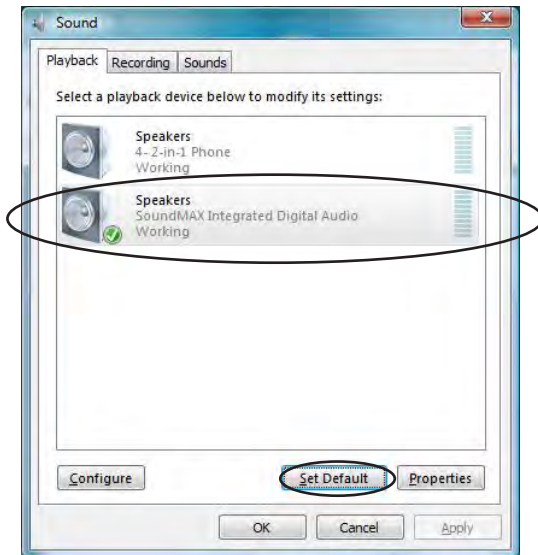 Sound
Playback Recording Sounds
Select a playback device below to modify its settings:
Speakers
4- 2-in-1 Phone
Working
Speakers
SoundMAX Integrated Digital Audio
Working
Configure Set Default Properties
OK Cancel Apply